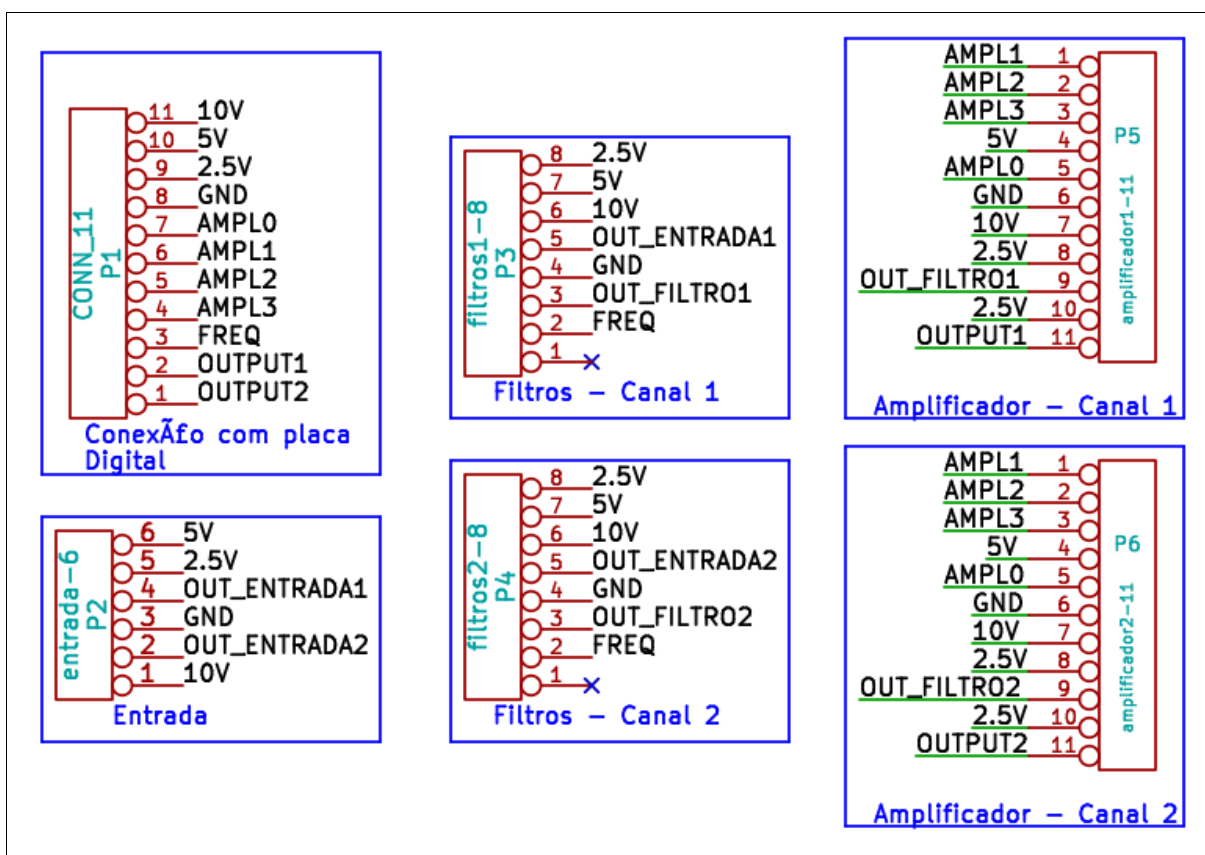 CONN_11
P1
11 10V
10 5V
9 2.5V
8 GND
7 AMPL0
6 AMPL1
5 AMPL2
4 AMPL3
3 FREQ
2 OUTPUT1
1 OUTPUT2
ConexÃ£o com placa
Digital
entrada-6
P2
6 5V
5 2.5V
4 OUT_ENTRADA1
3 GND
2 OUT_ENTRADA2
1 10V
Entrada
filtros1-8
P3
8 2.5V
7 5V
6 10V
5 OUT_ENTRADA1
4 GND
3 OUT_FILTRO1
2 FREQ
1
Filtros – Canal 1
filtros2-8
P4
8 2.5V
7 5V
6 10V
5 OUT_ENTRADA2
4 GND
3 OUT_FILTRO2
2 FREQ
1
Filtros – Canal 2
AMPL1 1
AMPL2 2
AMPL3 3
5V 4
AMPL0 5
GND 6
10V 7
2.5V 8
OUT_FILTRO1 9
2.5V 10
OUTPUT1 11
P5
amplificador1-11
Amplificador – Canal 1
AMPL1 1
AMPL2 2
AMPL3 3
5V 4
AMPL0 5
GND 6
10V 7
2.5V 8
OUT_FILTRO2 9
2.5V 10
OUTPUT2 11
P6
amplificador2-11
Amplificador – Canal 2